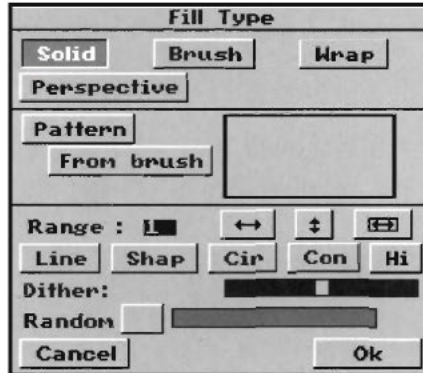 Fill Type
Solid Brush Wrap
Perspective
Pattern
From brush
Range : 1
Line Shap Cir Con Hi
Dither:
Random
Cancel Ok